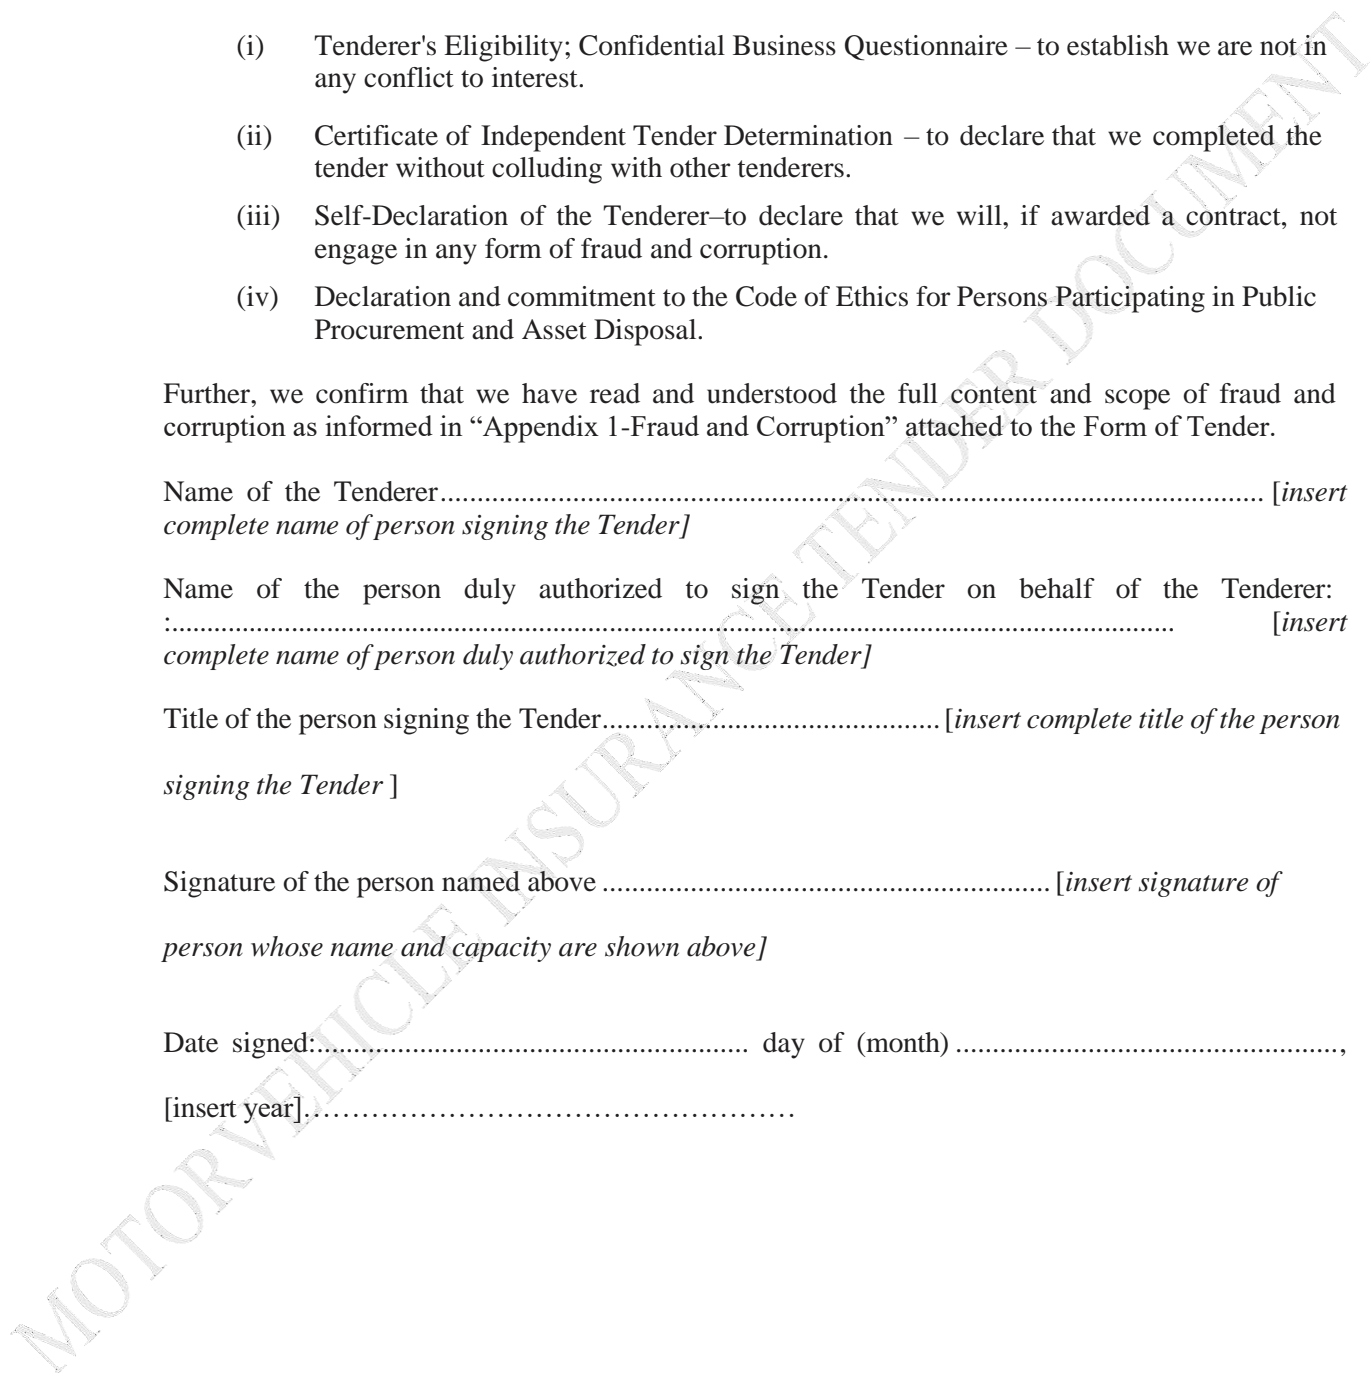 (i) Tenderer's Eligibility; Confidential Business Questionnaire – to establish we are not in
any conflict to interest.
(ii) Certificate of Independent Tender Determination – to declare that we completed the
tender without colluding with other tenderers.
(iii) Self-Declaration of the Tenderer–to declare that we will, if awarded a contract, not
engage in any form of fraud and corruption.
(iv) Declaration and commitment to the Code of Ethics for Persons Participating in Public
Procurement and Asset Disposal.
Further, we confirm that we have read and understood the full content and scope of fraud and
corruption as informed in “Appendix 1-Fraud and Corruption” attached to the Form of Tender.
Name of the Tenderer................................................................................................................ [insert
complete name of person signing the Tender]
Name of the person duly authorized to sign the Tender on behalf of the Tenderer:
:........................................................................................................................................ [insert
complete name of person duly authorized to sign the Tender]
Title of the person signing the Tender.............................................. [insert complete title of the person
signing the Tender ]
Signature of the person named above ............................................................. [insert signature of
person whose name and capacity are shown above]
Date signed:........................................................... day of (month) ....................................................,
[insert year]……………………………………………………
MOTORVEHICLE INSURANCE TENDER DOCUMENT